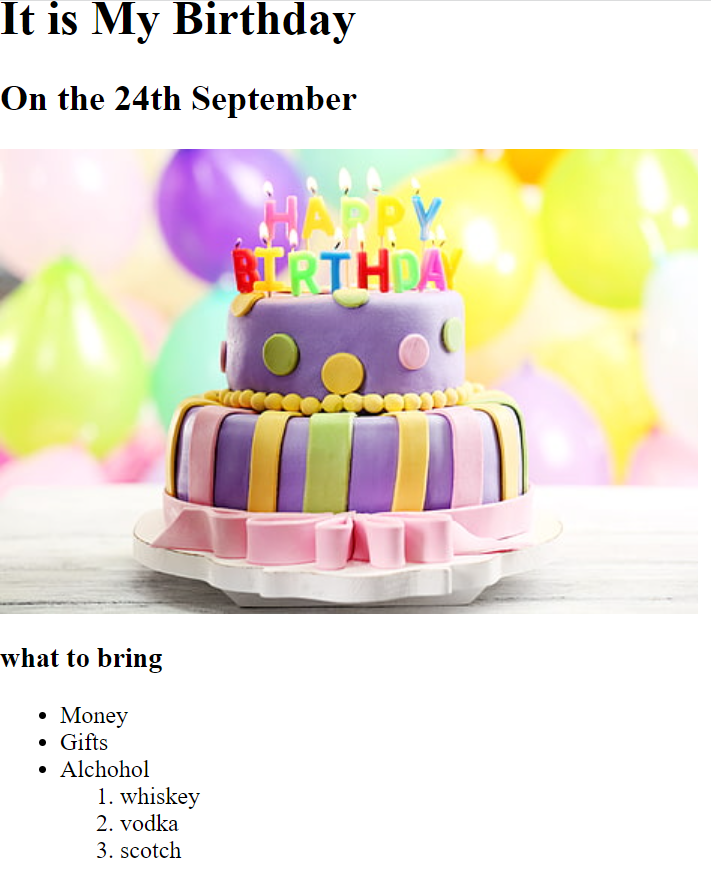 It is My Birthday
On the 24th September
HAPPY
BIRTHDAY
what to bring
Money
Gifts
Alchohol
1. whiskey
2. vodka
3. scotch